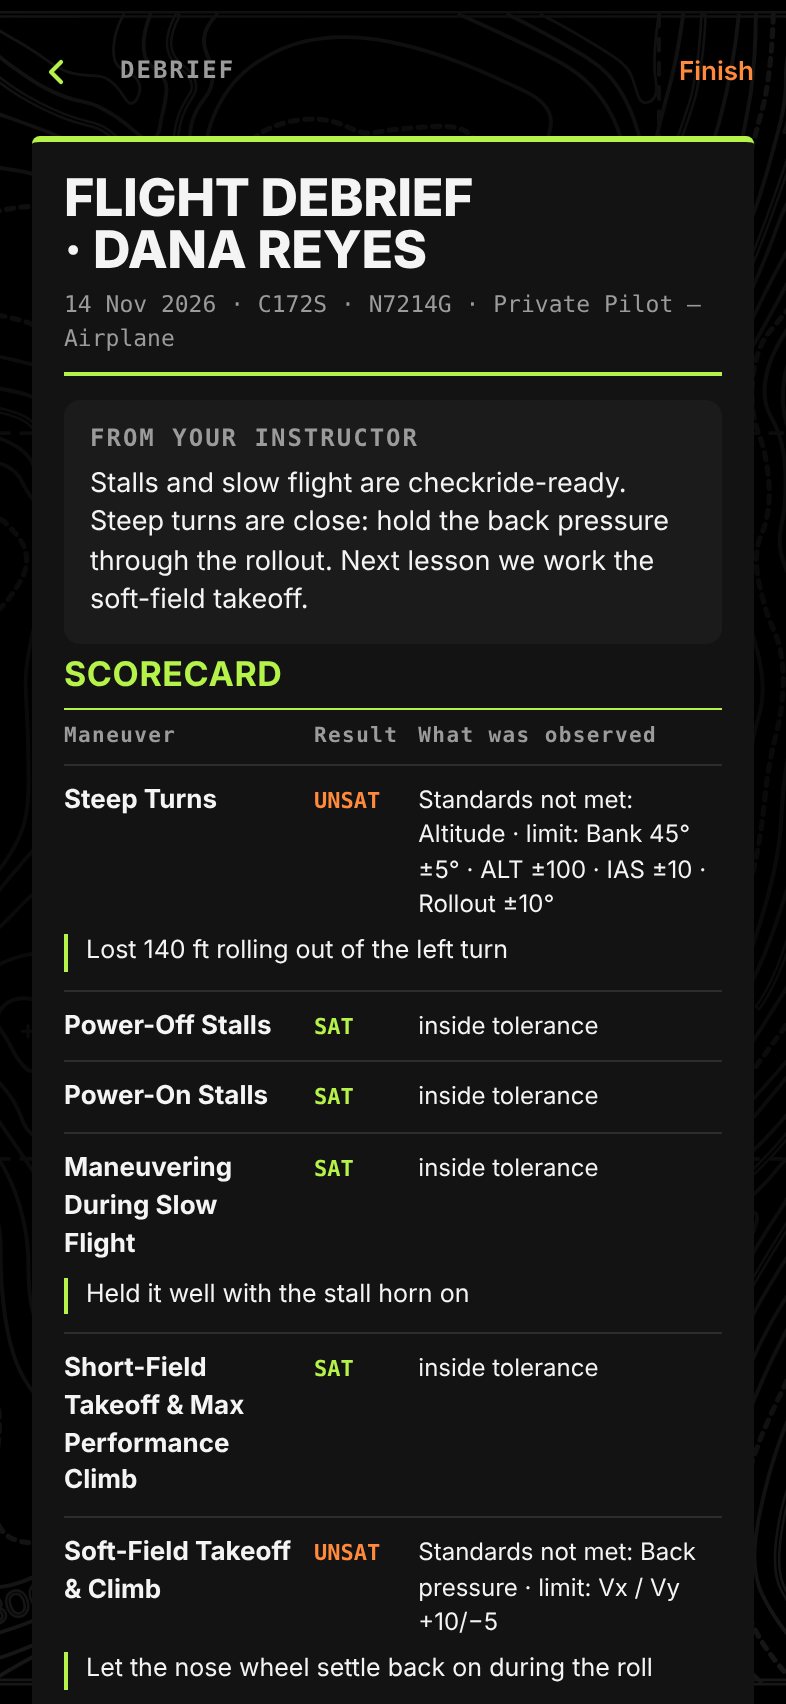 DEBRIEF
Finish
FLIGHT DEBRIEF
· DANA REYES
14 Nov 2026 · C172S · N7214G · Private Pilot —
Airplane
FROM YOUR INSTRUCTOR
Stalls and slow flight are checkride-ready.
Steep turns are close: hold the back pressure
through the rollout. Next lesson we work the
soft-field takeoff.
SCORECARD
Maneuver Result What was observed
Steep Turns UNSAT Standards not met:
Altitude · limit: Bank 45°
±5° · ALT ±100 · IAS ±10 ·
Rollout ±10°
Lost 140 ft rolling out of the left turn
Power-Off Stalls SAT inside tolerance
Power-On Stalls SAT inside tolerance
Maneuvering SAT inside tolerance
During Slow
Flight
Held it well with the stall horn on
Short-Field SAT inside tolerance
Takeoff & Max
Performance
Climb
Soft-Field Takeoff UNSAT Standards not met: Back
& Climb pressure · limit: Vx / Vy
+10/−5
Let the nose wheel settle back on during the roll